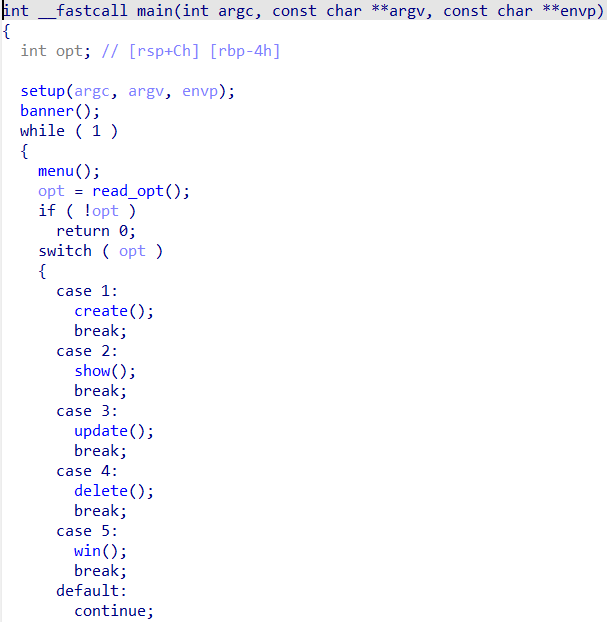 int __fastcall main(int argc, const char **argv, const char **envp)
{
  int opt; // [rsp+Ch] [rbp-4h]

  setup(argc, argv, envp);
  banner();
  while ( 1 )
  {
    menu();
    opt = read_opt();
    if ( !opt )
      return 0;
    switch ( opt )
    {
      case 1:
        create();
        break;
      case 2:
        show();
        break;
      case 3:
        update();
        break;
      case 4:
        delete();
        break;
      case 5:
        win();
        break;
      default:
        continue;